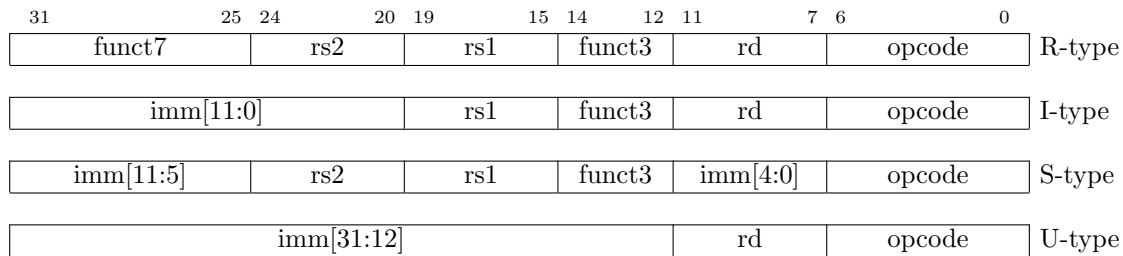 31 25 24 20 19 15 14 12 11 7 6 0
funct7 rs2 rs1 funct3 rd opcode R-type
imm[11:0] rs1 funct3 rd opcode I-type
imm[11:5] rs2 rs1 funct3 imm[4:0] opcode S-type
imm[31:12] rd opcode U-type